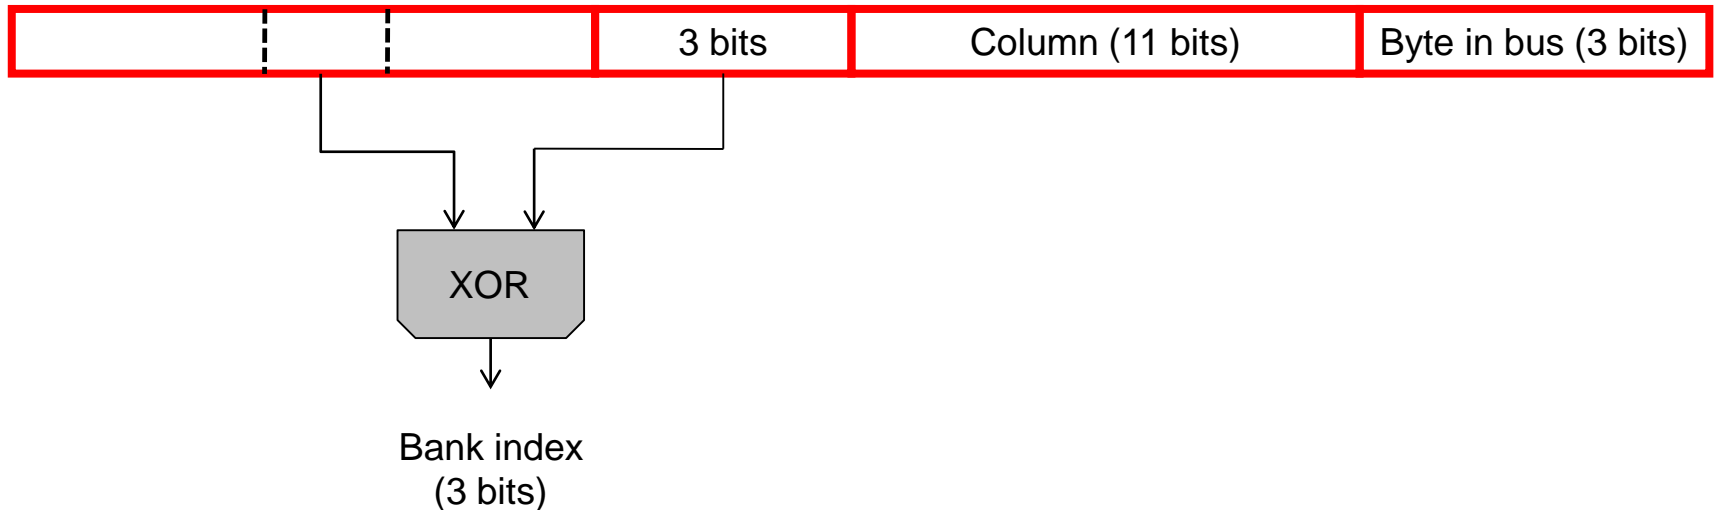 3 bits
Column (11 bits)
Byte in bus (3 bits)
XOR
Bank index
(3 bits)